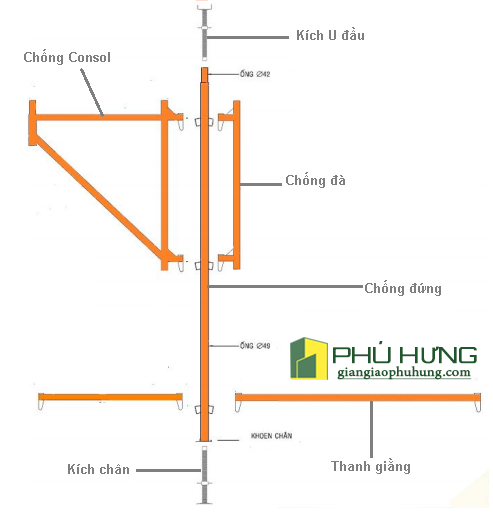 Kích U đầu
Chống Consol
ỐNG Ø42
Chống đà
Chống đứng
ỐNG Ø49
PHÚ HƯNG
giangiaophuhung.com
KHOEN CHÂN
Kích chân
Thanh giằng